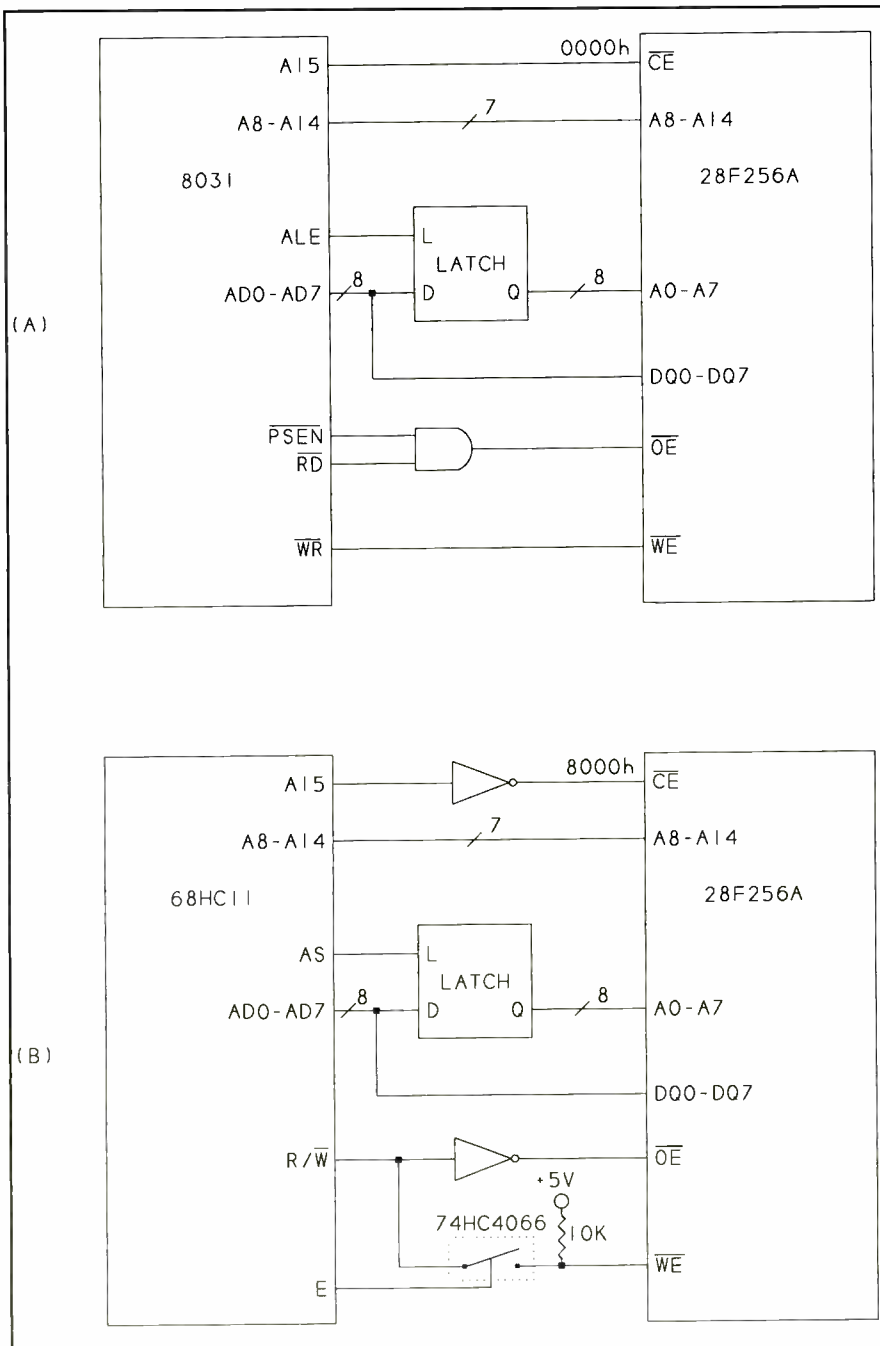 (A)
0000h
A15 CE
A8-A14 7 A8-A14
8031 28F256A
ALE L
LATCH
AD0-AD7 8 D Q 8 A0-A7
DQ0-DQ7
PSEN
RD OE
WR WE
(B)
8000h
A15 CE
A8-A14 7 A8-A14
68HC11 28F256A
AS L
LATCH
AD0-AD7 8 D Q 8 A0-A7
DQ0-DQ7
R/W OE
+5V
74HC4066 10K
WE
E